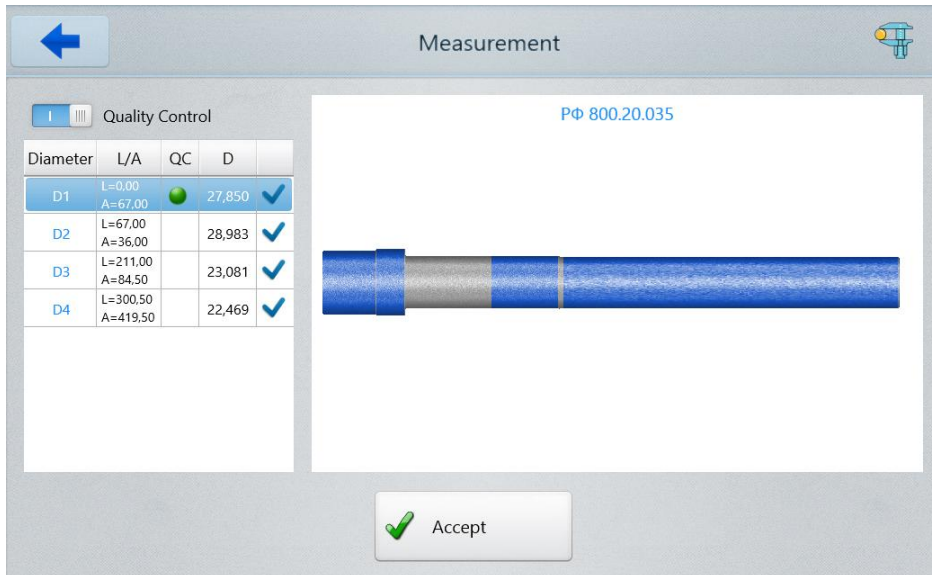 Measurement
Quality Control
РФ 800.20.035
Diameter L/A QC D
D1 L=0,00 A=67,00 27,850
D2 L=67,00 A=36,00 28,983
D3 L=211,00 A=84,50 23,081
D4 L=300,50 A=419,50 22,469
Accept